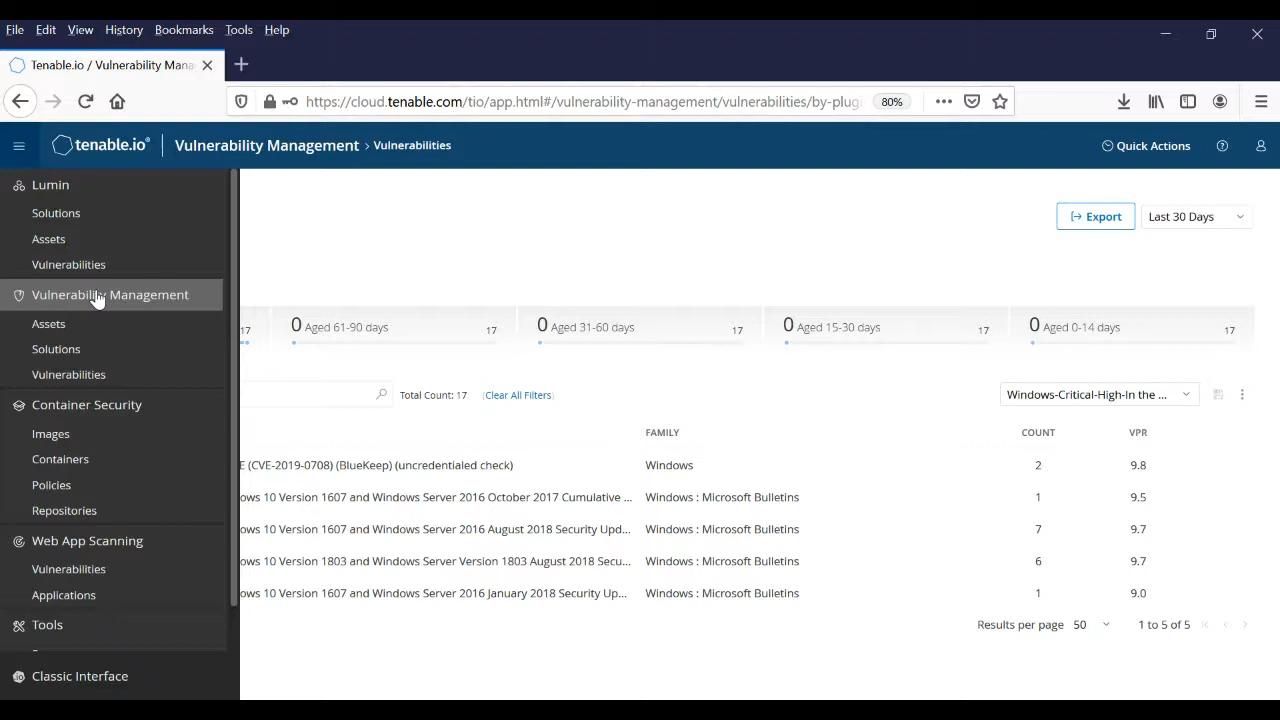 File Edit View History Bookmarks Tools Help
Tenable.io / Vulnerability Mana
https://cloud.tenable.com/tio/app.html#/vulnerability-management/vulnerabilities/by-plug 80%
tenable.io® Vulnerability Management > Vulnerabilities Quick Actions
Lumin
Solutions
Assets
Vulnerabilities
Vulnerability Management
Assets
Solutions
Vulnerabilities
Container Security
Images
Containers
Policies
Repositories
Web App Scanning
Vulnerabilities
Applications
Tools
Classic Interface
Export Last 30 Days
17 0 Aged 61-90 days 17 0 Aged 31-60 days 17 0 Aged 15-30 days 17 0 Aged 0-14 days 17
Total Count: 17 (Clear All Filters) Windows-Critical-High-In the ...
FAMILY COUNT VPR
E (CVE-2019-0708) (BlueKeep) (uncredentialed check) Windows 2 9.8
ows 10 Version 1607 and Windows Server 2016 October 2017 Cumulative ... Windows : Microsoft Bulletins 1 9.5
ows 10 Version 1607 and Windows Server 2016 August 2018 Security Upd... Windows : Microsoft Bulletins 7 9.7
ows 10 Version 1803 and Windows Server Version 1803 August 2018 Secu... Windows : Microsoft Bulletins 6 9.7
ows 10 Version 1607 and Windows Server 2016 January 2018 Security Up... Windows : Microsoft Bulletins 1 9.0
Results per page 50 1 to 5 of 5